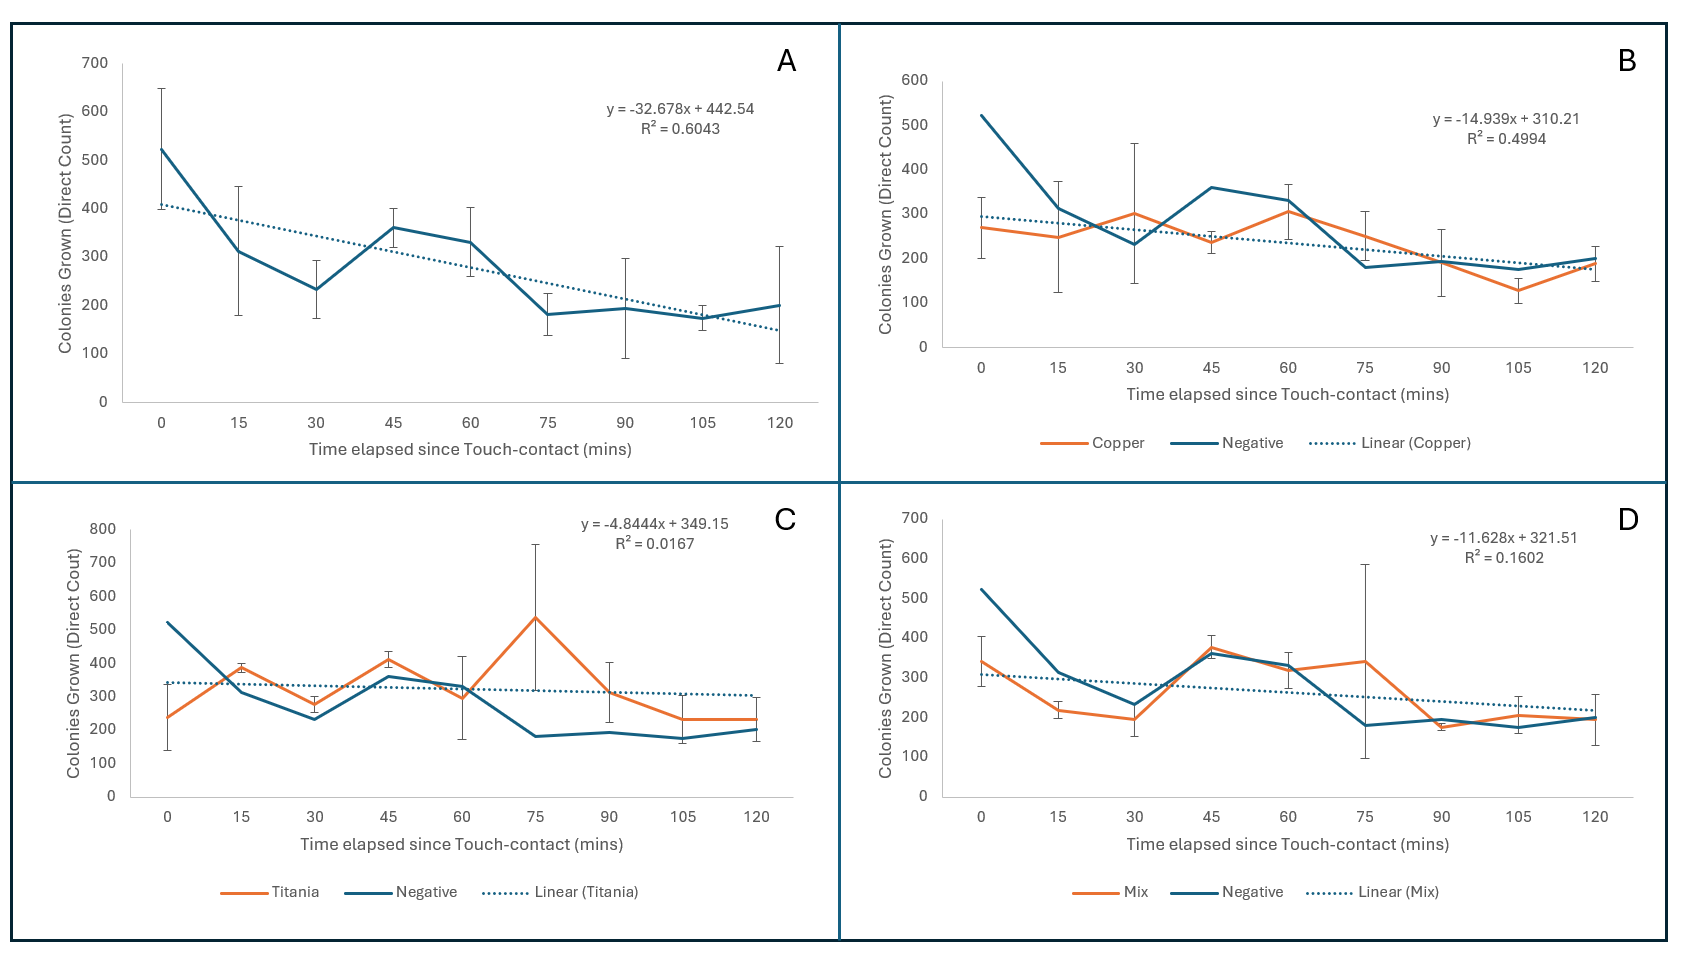 A
700
600
500
400
300
200
100
0
Colonies Grown (Direct Count)
y = -32.678x + 442.54
R² = 0.6043
0 15 30 45 60 75 90 105 120
Time elapsed since Touch-contact (mins)
B
600
500
400
300
200
100
0
Colonies Grown (Direct Count)
y = -14.939x + 310.21
R² = 0.4994
0 15 30 45 60 75 90 105 120
Time elapsed since Touch-contact (mins)
Copper Negative Linear (Copper)
C
800
700
600
500
400
300
200
100
0
Colonies Grown (Direct Cout)
y = -4.8444x + 349.15
R² = 0.0167
0 15 30 45 60 75 90 105 120
Time elapsed since Touch-contact (mins)
Titania Negative Linear (Titania)
D
700
600
500
400
300
200
100
0
Colonies Grown (Direct Count)
y = -11.628x + 321.51
R² = 0.1602
0 15 30 45 60 75 90 105 120
Time elapsed since Touch-contact (mins)
Mix Negative Linear (Mix)